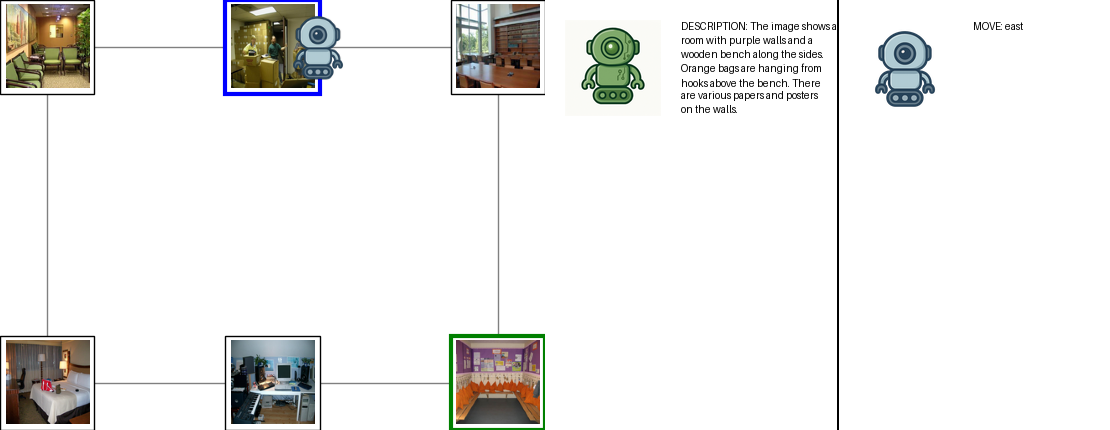 DESCRIPTION: The image shows a
room with purple walls and a
wooden bench along the sides.
Orange bags are hanging from
hooks above the bench. There
are various papers and posters
on the walls.
MOVE: east